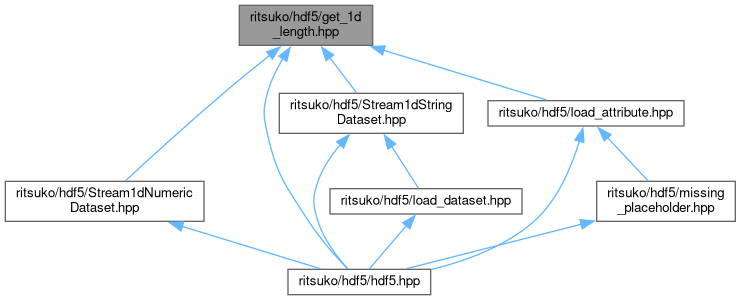 ritsuko/hdf5/get_1d
_length.hpp
ritsuko/hdf5/Stream1dString
Dataset.hpp
ritsuko/hdf5/load_attribute.hpp
ritsuko/hdf5/Stream1dNumeric
Dataset.hpp
ritsuko/hdf5/load_dataset.hpp
ritsuko/hdf5/missing
_placeholder.hpp
ritsuko/hdf5/hdf5.hpp